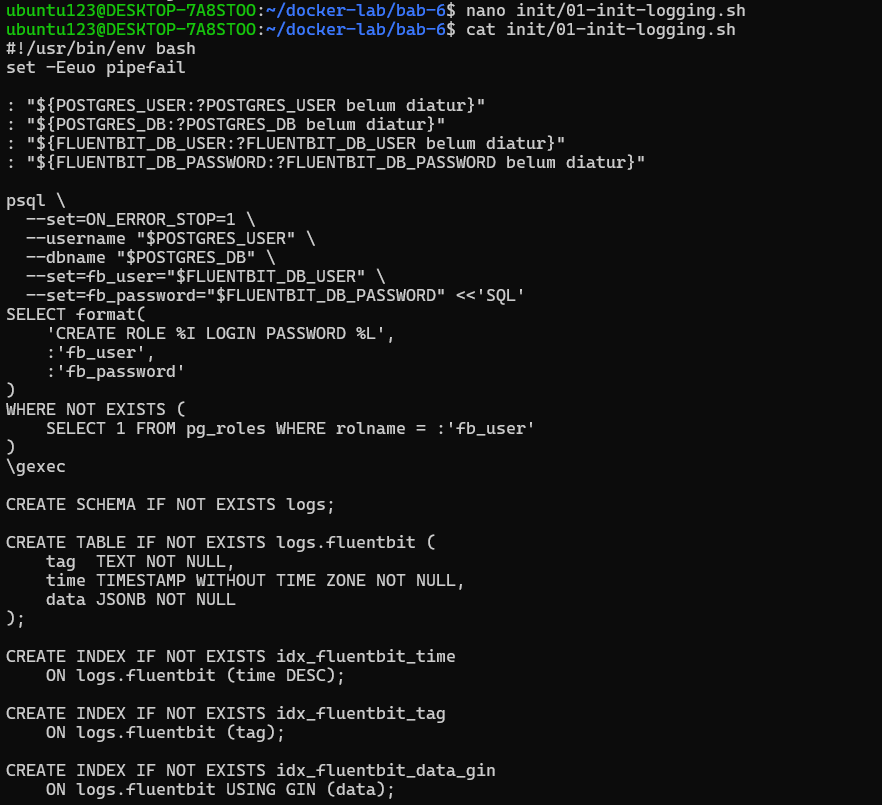 ubuntu123@DESKTOP-7A8STOO:~/docker-lab/bab-6$ nano init/01-init-logging.sh
ubuntu123@DESKTOP-7A8STOO:~/docker-lab/bab-6$ cat init/01-init-logging.sh
#!/usr/bin/env bash
set -Eeuo pipefail

: "${POSTGRES_USER:?POSTGRES_USER belum diatur}"
: "${POSTGRES_DB:?POSTGRES_DB belum diatur}"
: "${FLUENTBIT_DB_USER:?FLUENTBIT_DB_USER belum diatur}"
: "${FLUENTBIT_DB_PASSWORD:?FLUENTBIT_DB_PASSWORD belum diatur}"

psql \
  --set=ON_ERROR_STOP=1 \
  --username "$POSTGRES_USER" \
  --dbname "$POSTGRES_DB" \
  --set=fb_user="$FLUENTBIT_DB_USER" \
  --set=fb_password="$FLUENTBIT_DB_PASSWORD" <<'SQL'
SELECT format(
    'CREATE ROLE %I LOGIN PASSWORD %L',
    :'fb_user',
    :'fb_password'
)
WHERE NOT EXISTS (
    SELECT 1 FROM pg_roles WHERE rolname = :'fb_user'
)
\gexec

CREATE SCHEMA IF NOT EXISTS logs;

CREATE TABLE IF NOT EXISTS logs.fluentbit (
    tag  TEXT NOT NULL,
    time TIMESTAMP WITHOUT TIME ZONE NOT NULL,
    data JSONB NOT NULL
);

CREATE INDEX IF NOT EXISTS idx_fluentbit_time
    ON logs.fluentbit (time DESC);

CREATE INDEX IF NOT EXISTS idx_fluentbit_tag
    ON logs.fluentbit (tag);

CREATE INDEX IF NOT EXISTS idx_fluentbit_data_gin
    ON logs.fluentbit USING GIN (data);